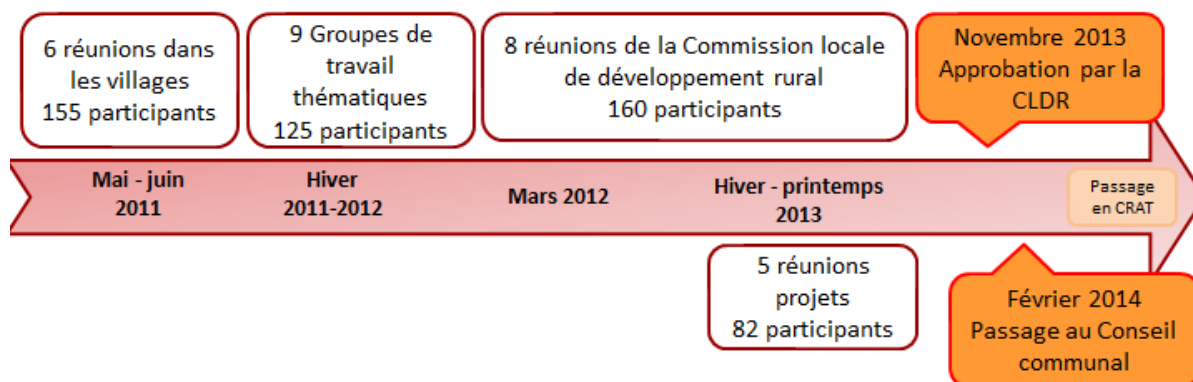 6 réunions dans
les villages
155 participants
9 Groupes de
travail
thématiques
125 participants
8 réunions de la Commission locale
de développement rural
160 participants
Novembre 2013
Approbation par la
CLDR
Mai - juin
2011
Hiver
2011-2012
Mars 2012
Hiver - printemps
2013
Passage
en CRAT
5 réunions
projets
82 participants
Février 2014
Passage au Conseil
communal